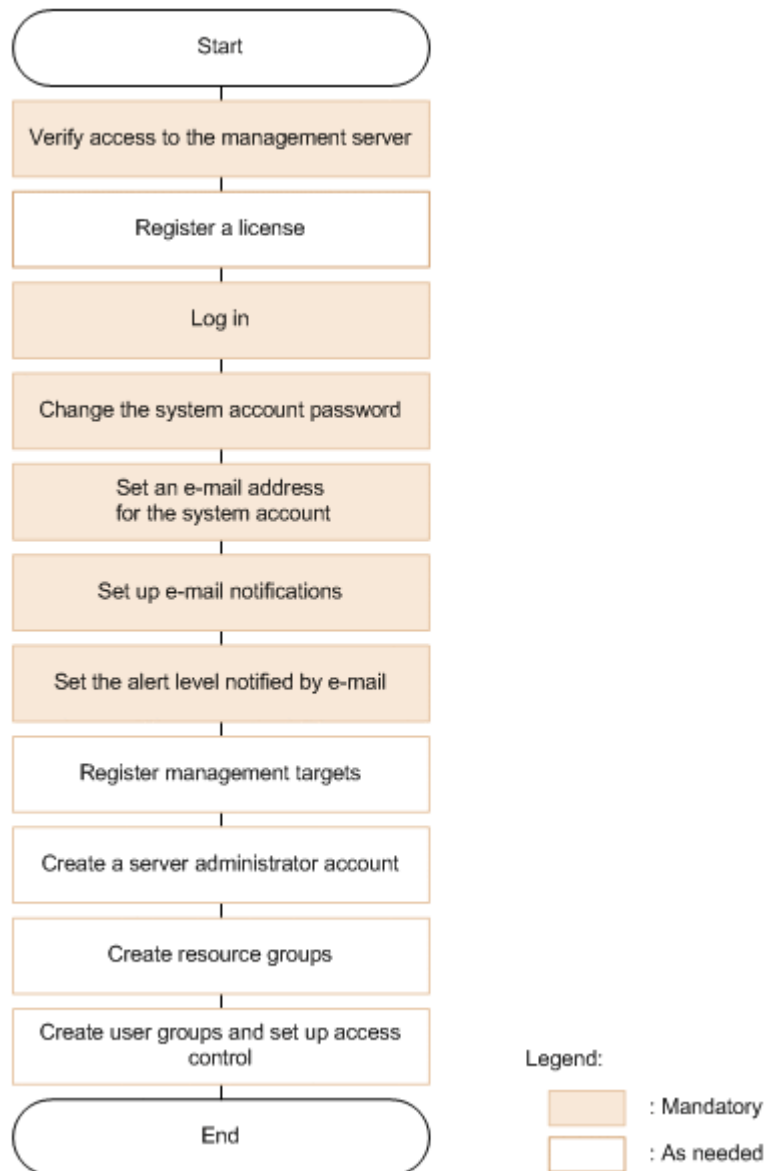 Start
Verify access to the management server
Register a license
Log in
Change the system account password
Set an e-mail address
for the system account
Set up e-mail notifications
Set the alert level notified by e-mail
Register management targets
Create a server administrator account
Create resource groups
Create user groups and set up access
control
End
Legend:
: Mandatory
: As needed